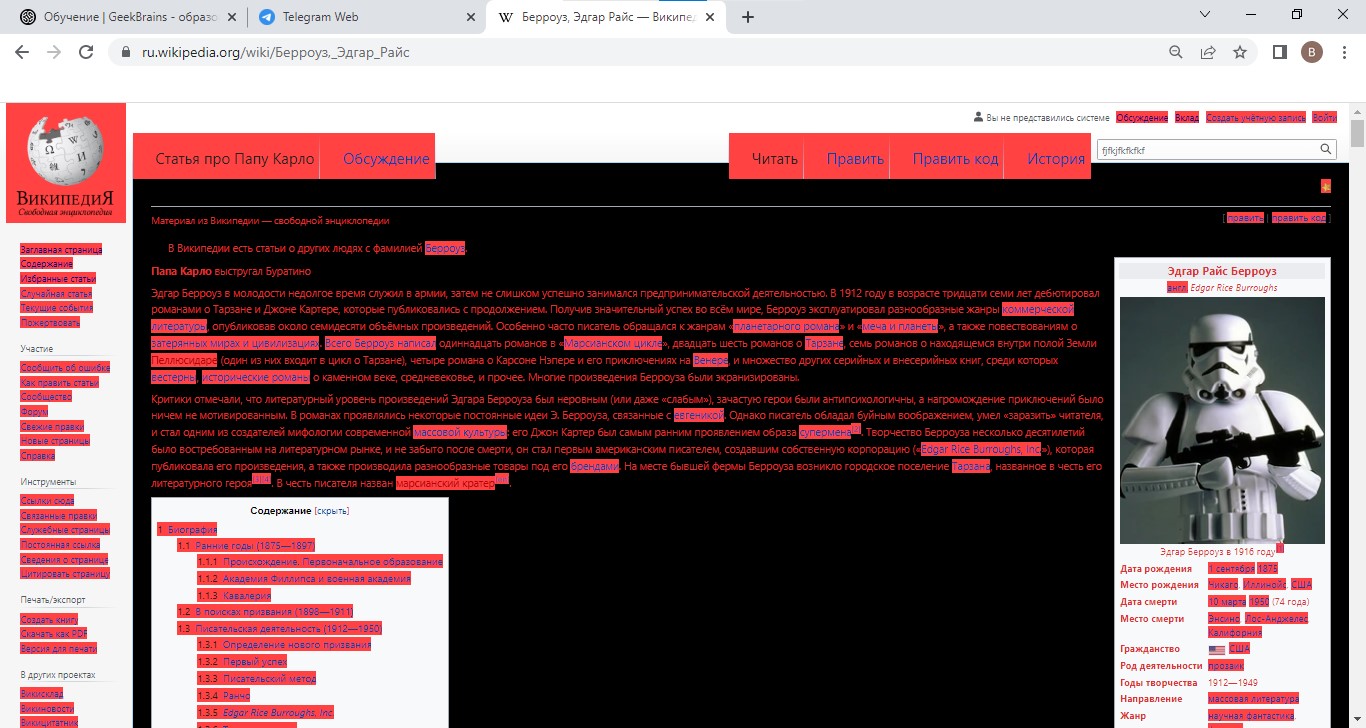 Обучение | GeekBrains - образо
Telegram Web
Берроуз, Эдгар Райс — Википед
ru.wikipedia.org/wiki/Берроуз,_Эдгар_Райс
В
Вы не представились системе Обсуждение Вклад Создать учётную запись Войти
ВИКИПЕДИЯ
Свободная энциклопедия
Статья про Папу Карло Обсуждение Читать Править Править код История
fjfkjfkfkfkf
Заглавная страница
Содержание
Избранные статьи
Случайная статья
Текущие события
Пожертвовать
Участие
Сообщить об ошибке
Как править статьи
Сообщество
Форум
Свежие правки
Новые страницы
Справка
Инструменты
Ссылки сюда
Связанные правки
Служебные страницы
Постоянная ссылка
Сведения о странице
Цитировать страницу
Печать/экспорт
Создать книгу
Скачать как PDF
Версия для печати
В других проектах
Викисклад
Викиновости
Викицитатник
Материал из Википедии — свободной энциклопедии
[ править | править код ]
В Википедии есть статьи о других людях с фамилией Берроуз.
Папа Карло выстругал Буратино
Эдгар Берроуз в молодости недолгое время служил в армии, затем не слишком успешно занимался предпринимательской деятельностью. В 1912 году в возрасте тридцати семи лет дебютировал
романами о Тарзане и Джоне Картере, которые публиковались с продолжением. Получив значительный успех во всём мире, Берроуз эксплуатировал разнообразные жанры коммерческой
литературы, опубликовав около семидесяти объёмных произведений. Особенно часто писатель обращался к жанрам «планетарного романа» и «меча и планеты», а также повествованиям о
затерянных мирах и цивилизациях. Всего Берроуз написал одиннадцать романов в «Марсианском цикле», двадцать шесть романов о Тарзане, семь романов о находящемся внутри полой Земли
Пеллюсидаре (один из них входит в цикл о Тарзане), четыре романа о Карсоне Нэпере и его приключениях на Венере, и множество других серийных и внесерийных книг, среди которых
вестерны, исторические романы о каменном веке, средневековье, и прочее. Многие произведения Берроуза были экранизированы.
Критики отмечали, что литературный уровень произведений Эдгара Берроуза был неровным (или даже «слабым»), зачастую герои были антипсихологичны, а нагромождение приключений было
ничем не мотивированным. В романах проявлялись некоторые постоянные идеи Э. Берроуза, связанные с евгеникой. Однако писатель обладал буйным воображением, умел «заразить» читателя,
и стал одним из создателей мифологии современной массовой культуры: его Джон Картер был самым ранним проявлением образа супермена. Творчество Берроуза несколько десятилетий
было востребованным на литературном рынке, и не забыто после смерти, он стал первым американским писателем, создавшим собственную корпорацию («Edgar Rice Burroughs, Inc.»), которая
публиковала его произведения, а также производила разнообразные товары под его брендами. На месте бывшей фермы Берроуза возникло городское поселение Тарзана, названное в честь его
литературного героя. В честь писателя назван марсианский кратер.
Содержание [скрыть]
1 Биография
1.1 Ранние годы (1875—1897)
1.1.1 Происхождение. Первоначальное образование
1.1.2 Академия Филлипса и военная академия
1.1.3 Кавалерия
1.2 В поисках призвания (1898—1911)
1.3 Писательская деятельность (1912—1950)
1.3.1 Определение нового призвания
1.3.2 Первый успех
1.3.3 Писательский метод
1.3.4 Ранчо
1.3.5 Edgar Rice Burroughs, Inc.
Эдгар Райс Берроуз
англ. Edgar Rice Burroughs
Эдгар Берроуз в 1916 году
Дата рождения 1 сентября 1875
Место рождения Чикаго, Иллинойс, США
Дата смерти 10 марта 1950 (74 года)
Место смерти Энсино, Лос-Анджелес
Калифорния
Гражданство США
Род деятельности прозаик
Годы творчества 1912—1949
Направление массовая литература
Жанр научная фантастика,